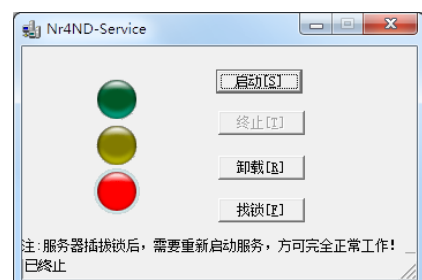 Nr4ND-Service
启动[S]
终止[T]
卸载[R]
找锁[F]
注:服务器插拔锁后，需要重新启动服务，方可完全正常工作!
已终止